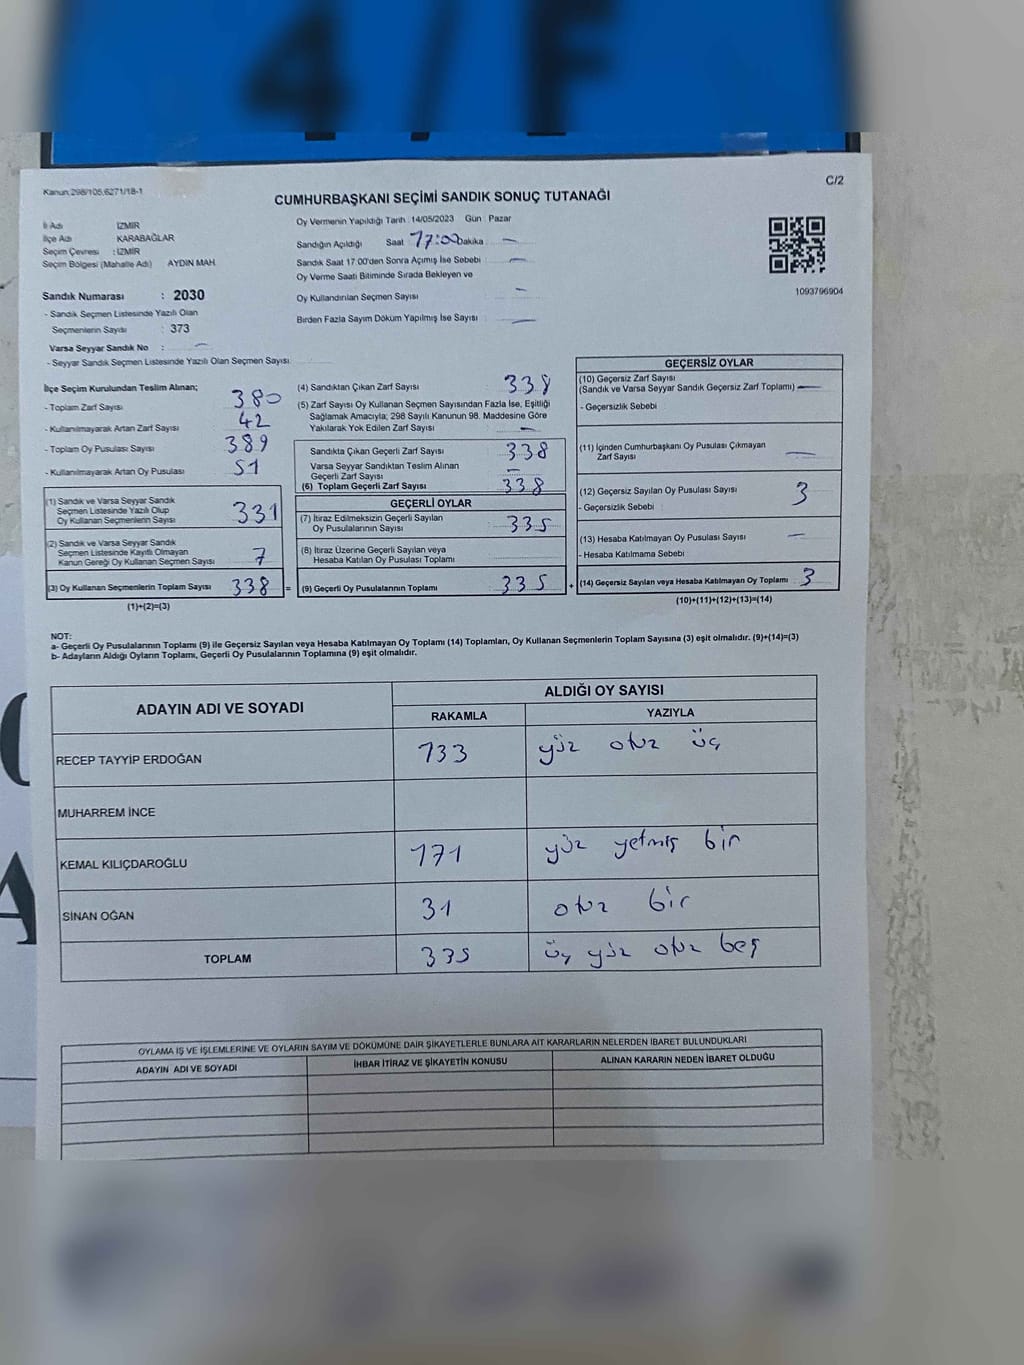 4/F
Kanun:298/105,6271/18-1
C/2
CUMHURBAŞKANI SEÇİMİ SANDIK SONUÇ TUTANAĞI
İl Adı : İZMİR
İlçe Adı KARABAĞLAR
Seçim Çevresi : İZMİR
Seçim Bölgesi (Mahalle Adı) AYDIN MAH.
Sandık Numarası : 2030
- Sandık Seçmen Listesinde Yazılı Olan
Seçmenlerin Sayısı : 373
Varsa Seyyar Sandık No : —
- Seyyar Sandık Seçmen Listesinde Yazılı Olan Seçmen Sayısı:
Oy Vermenin Yapıldığı Tarih : 14/05/2023 Gün : Pazar
Sandığın Açıldığı Saat 17:00 Dakika : —
Sandık Saat 17:00'den Sonra Açılmış İse Sebebi : —
Oy Verme Saati Bitiminde Sırada Bekleyen ve
Oy Kullandırılan Seçmen Sayısı : —
Birden Fazla Sayım Döküm Yapılmış İse Sayısı : —
1093796904
İlçe Seçim Kurulundan Teslim Alınan;
- Toplam Zarf Sayısı 380
- Kullanılmayarak Artan Zarf Sayısı 42
- Toplam Oy Pusulası Sayısı 389
- Kullanılmayarak Artan Oy Pusulası 51
(1) Sandık ve Varsa Seyyar Sandık
Seçmen Listesinde Yazılı Olup
Oy Kullanan Seçmenlerin Sayısı 331
(2) Sandık ve Varsa Seyyar Sandık
Seçmen Listesinde Kayıtlı Olmayan
Kanun Gereği Oy Kullanan Seçmen Sayısı 7
(3) Oy Kullanan Seçmenlerin Toplam Sayısı 338 =
(1)+(2)=(3)
(4) Sandıktan Çıkan Zarf Sayısı 338
(5) Zarf Sayısı Oy Kullanan Seçmen Sayısından Fazla İse, Eşitliği
Sağlamak Amacıyla; 298 Sayılı Kanunun 98. Maddesine Göre
Yakılarak Yok Edilen Zarf Sayısı —
Sandıkta Çıkan Geçerli Zarf Sayısı 338
Varsa Seyyar Sandıktan Teslim Alınan
Geçerli Zarf Sayısı —
(6) Toplam Geçerli Zarf Sayısı 338
GEÇERLİ OYLAR
(7) İtiraz Edilmeksizin Geçerli Sayılan
Oy Pusulalarının Sayısı 335
(8) İtiraz Üzerine Geçerli Sayılan veya
Hesaba Katılan Oy Pusulası Toplamı
(9) Geçerli Oy Pusulalarının Toplamı 335 +
GEÇERSİZ OYLAR
(10) Geçersiz Zarf Sayısı
(Sandık ve Varsa Seyyar Sandık Geçersiz Zarf Toplamı) —
- Geçersizlik Sebebi :
(11) İçinden Cumhurbaşkanı Oy Pusulası Çıkmayan
Zarf Sayısı —
(12) Geçersiz Sayılan Oy Pusulası Sayısı 3
- Geçersizlik Sebebi :
(13) Hesaba Katılmayan Oy Pusulası Sayısı —
- Hesaba Katılmama Sebebi :
(14) Geçersiz Sayılan veya Hesaba Katılmayan Oy Toplamı 3
(10)+(11)+(12)+(13)=(14)
NOT:
a- Geçerli Oy Pusulalarının Toplamı (9) ile Geçersiz Sayılan veya Hesaba Katılmayan Oy Toplamı (14) Toplamları, Oy Kullanan Seçmenlerin Toplam Sayısına (3) eşit olmalıdır. (9)+(14)=(3)
b- Adayların Aldığı Oyların Toplamı, Geçerli Oy Pusulalarının Toplamına (9) eşit olmalıdır.
ADAYIN ADI VE SOYADI ALDIĞI OY SAYISI
RAKAMLA YAZIYLA
RECEP TAYYİP ERDOĞAN 133 yüz otuz üç
MUHARREM İNCE
KEMAL KILIÇDAROĞLU 171 yüz yetmiş bir
SİNAN OĞAN 31 otuz bir
TOPLAM 335 üç yüz otuz beş
OYLAMA İŞ VE İŞLEMLERİNE VE OYLARIN SAYIM VE DÖKÜMÜNE DAİR ŞİKAYETLERLE BUNLARA AİT KARARLARIN NELERDEN İBARET BULUNDUKLARI
ADAYIN ADI VE SOYADI İHBAR İTİRAZ VE ŞİKAYETİN KONUSU ALINAN KARARIN NEDEN İBARET OLDUĞU